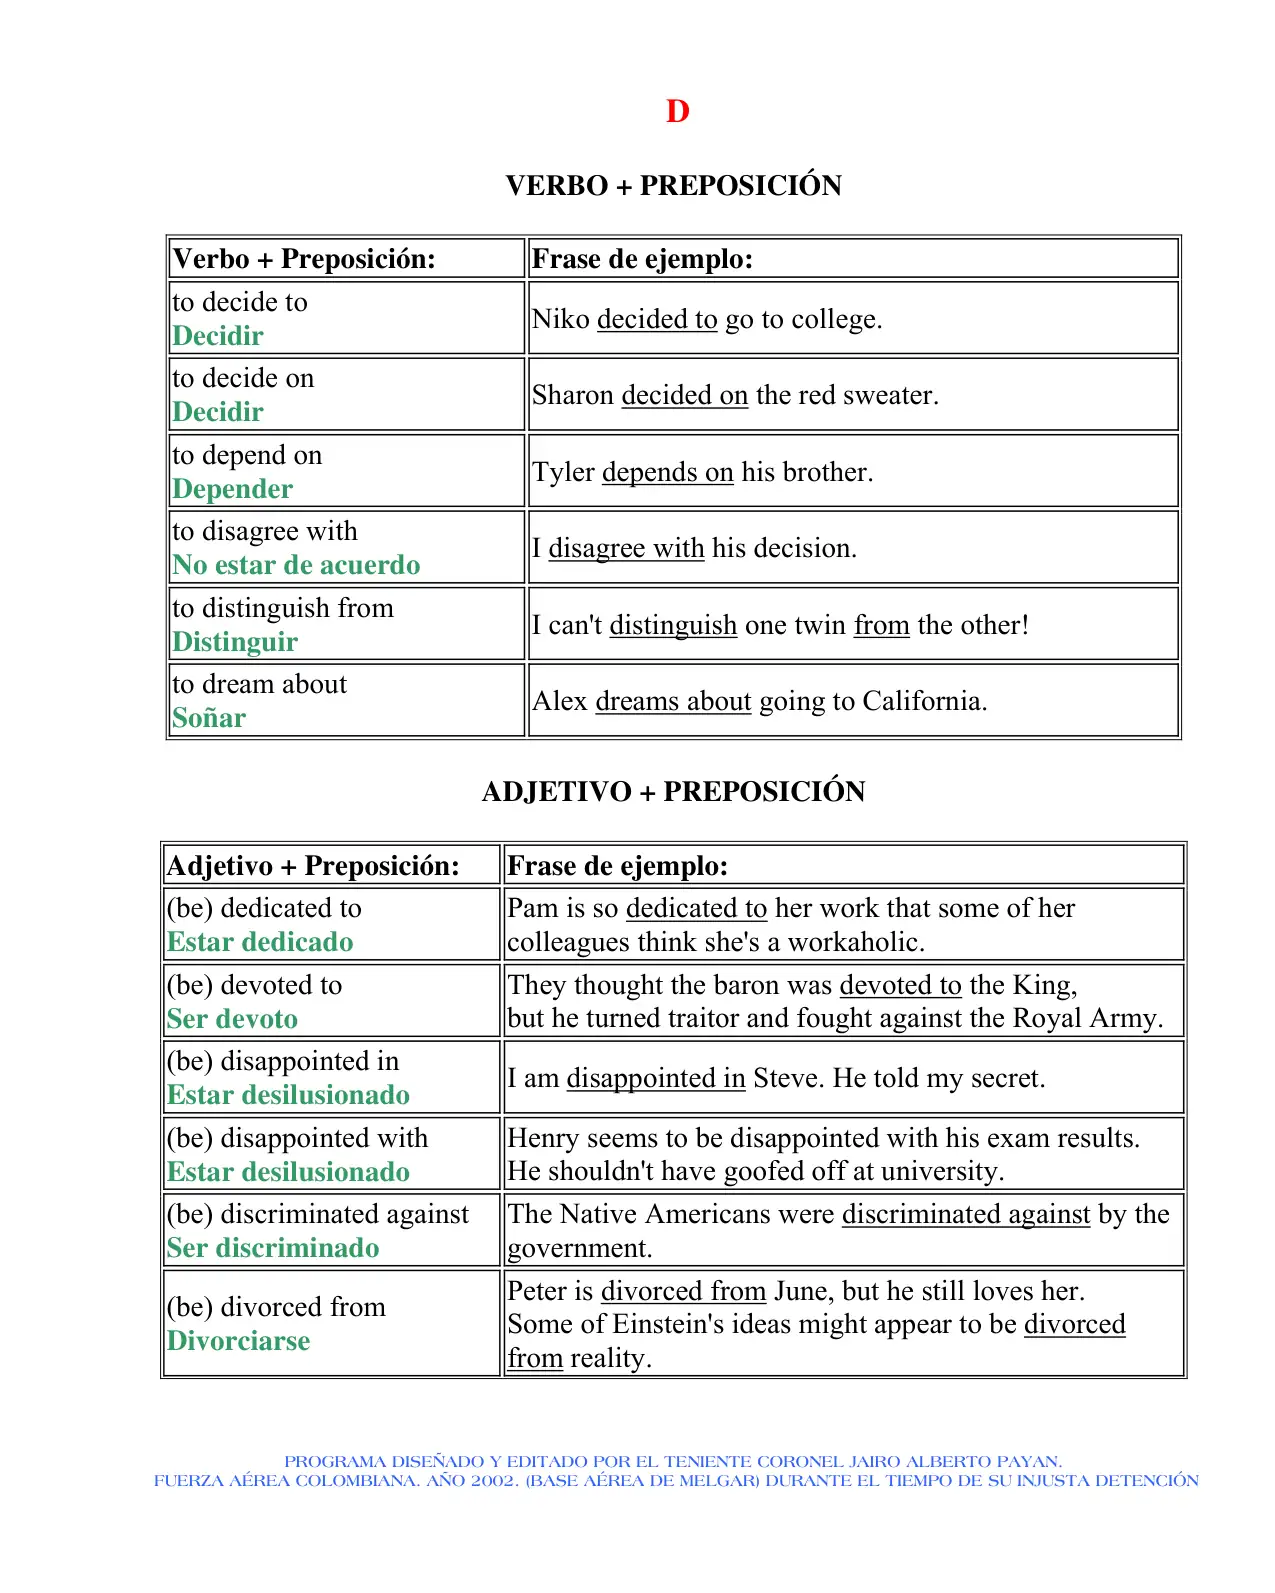 D
VERBO + PREPOSICIÓN
Verbo + Preposición:
Frase de ejemplo:
to decide to
Decidir
Niko decided to go to college.
to decide on
Decidir
Sharon decided on the red sweater.
to depend on
Depender
Tyler depends on his brother.
to disagree with
No estar de acuerdo
I disagree with his decision.
to distinguish from
Distinguir
I can't distinguish one twin from the other!
to dream about
Soñar
Alex dreams about going to California.
ADJETIVO + PREPOSICIÓN
Adjetivo + Preposición:
Frase de ejemplo:
(be) dedicated to
Estar dedicado
Pam is so dedicated to her work that some of her
colleagues think she's a workaholic.
(be) devoted to
Ser devoto
They thought the baron was devoted to the King,
but he turned traitor and fought against the Royal Army.
(be) disappointed in
Estar desilusionado
I am disappointed in Steve. He told my secret.
(be) disappointed with
Estar desilusionado
Henry seems to be disappointed with his exam results.
He shouldn't have goofed off at university.
(be) discriminated against
Ser discriminado
The Native Americans were discriminated against by the
government.
(be) divorced from
Divorciarse
Peter is divorced from June, but he still loves her.
Some of Einstein's ideas might appear to be divorced
from reality.
PROGRAMA DISEÑADO Y EDITADO POR EL TENIENTE CORONEL JAIRO ALBERTO PAYAN.
FUERZA AÉREA COLOMBIANA. AÑO 2002. (BASE AÉREA DE MELGAR) DURANTE EL TIEMPO DE SU INJUSTA DETENCIÓN